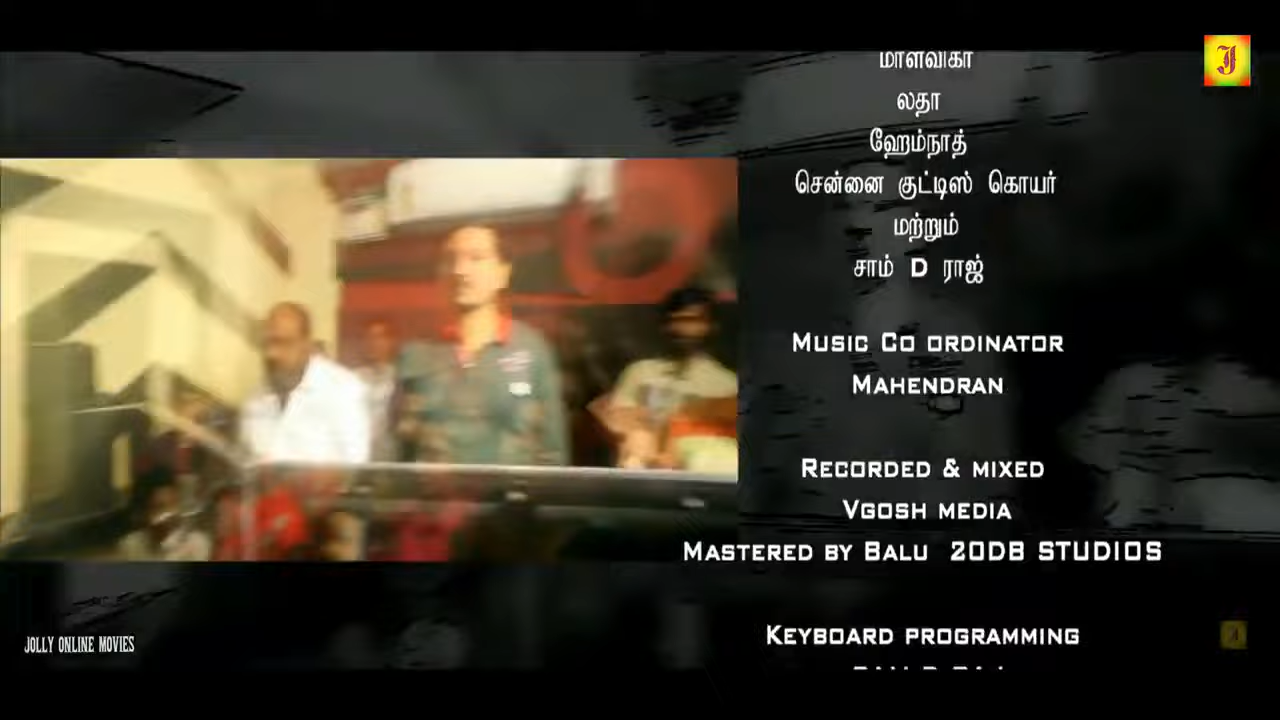 மாளவிகா
லதா
ஹேம்நாத்
சென்னை குட்டிஸ் கொயர்
மற்றும்
சாம் D ராஜ்
Music Co ordinator
Mahendran
Recorded & mixed
Vgosh media
Mastered by Balu 20db studios
Keyboard programming
JOLLY ONLINE MOVIES
J